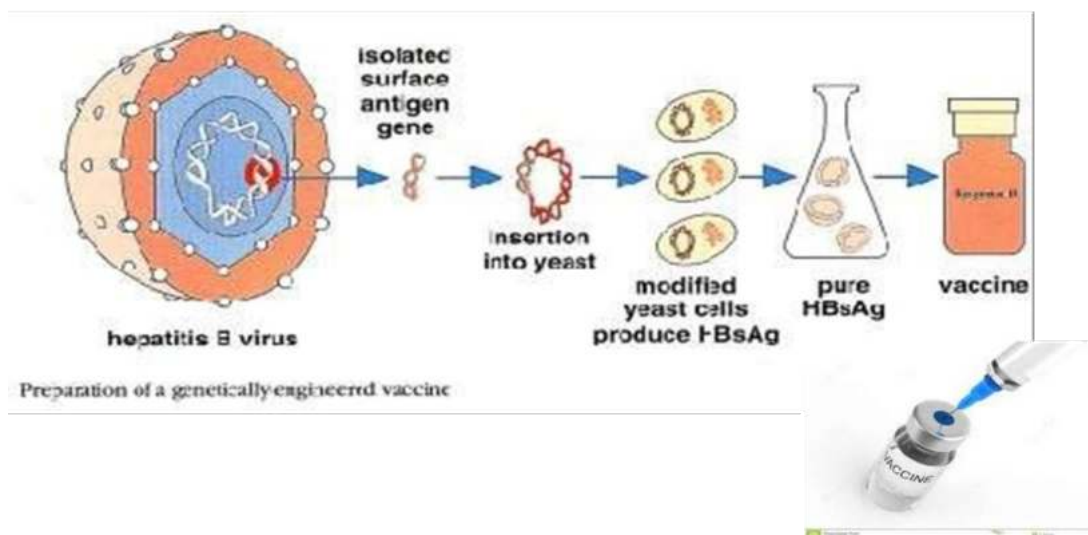 isolated
surface
antigen
gene
insertion
into yeast
modified
yeast cells
produce HBsAg
pure
HBsAg
vaccine
hepatitis B virus
Preparation of a genetically-engineered vaccine
VACCINE